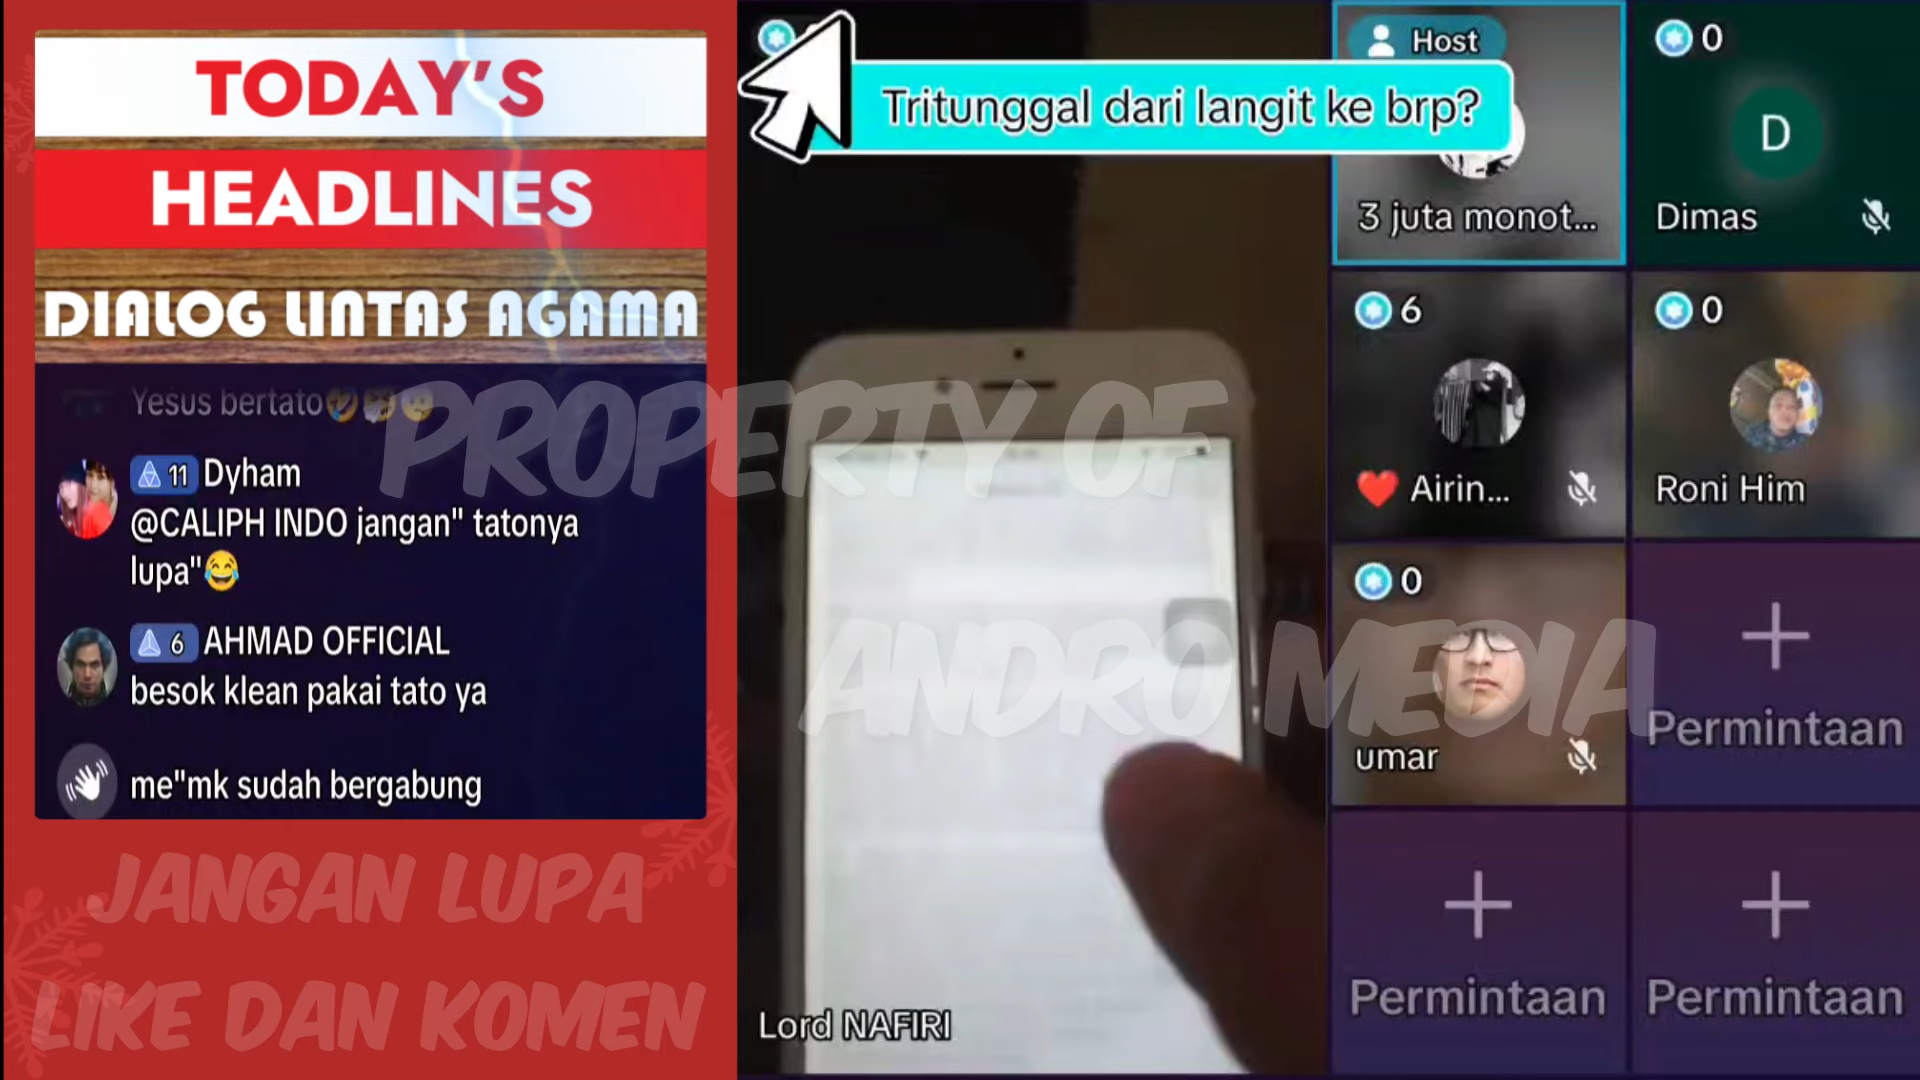 TODAY'S
HEADLINES
DIALOG LINTAS AGAMA
Yesus bertato🤣
11 Dyham
@CALIPH INDO jangan" tatonya
lupa"😂
6 AHMAD OFFICIAL
besok klean pakai tato ya
me"mk sudah bergabung
JANGAN LUPA
LIKE DAN KOMEN
PROPERTY OF
ANDRO MEDIA
Tritunggal dari langit ke brp?
Lord NAFIRI
Host
3 juta monot...
0
D
Dimas
6
❤️ Airin...
0
Roni Him
0
umar
Permintaan
Permintaan
Permintaan